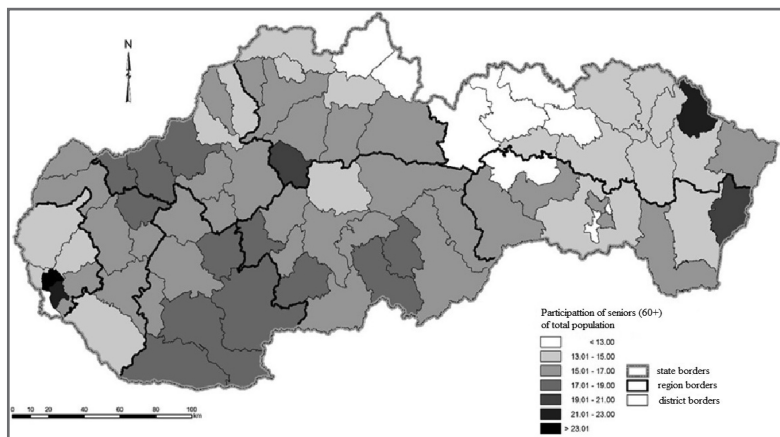 N
Participattion of seniors (60+)
of total population
< 13.00
13.01 - 15.00
15.01 - 17.00
17.01 - 19.00
19.01 - 21.00
21.01 - 23.00
> 23.01
state borders
region borders
district borders
0 20 40 60 80 100
km